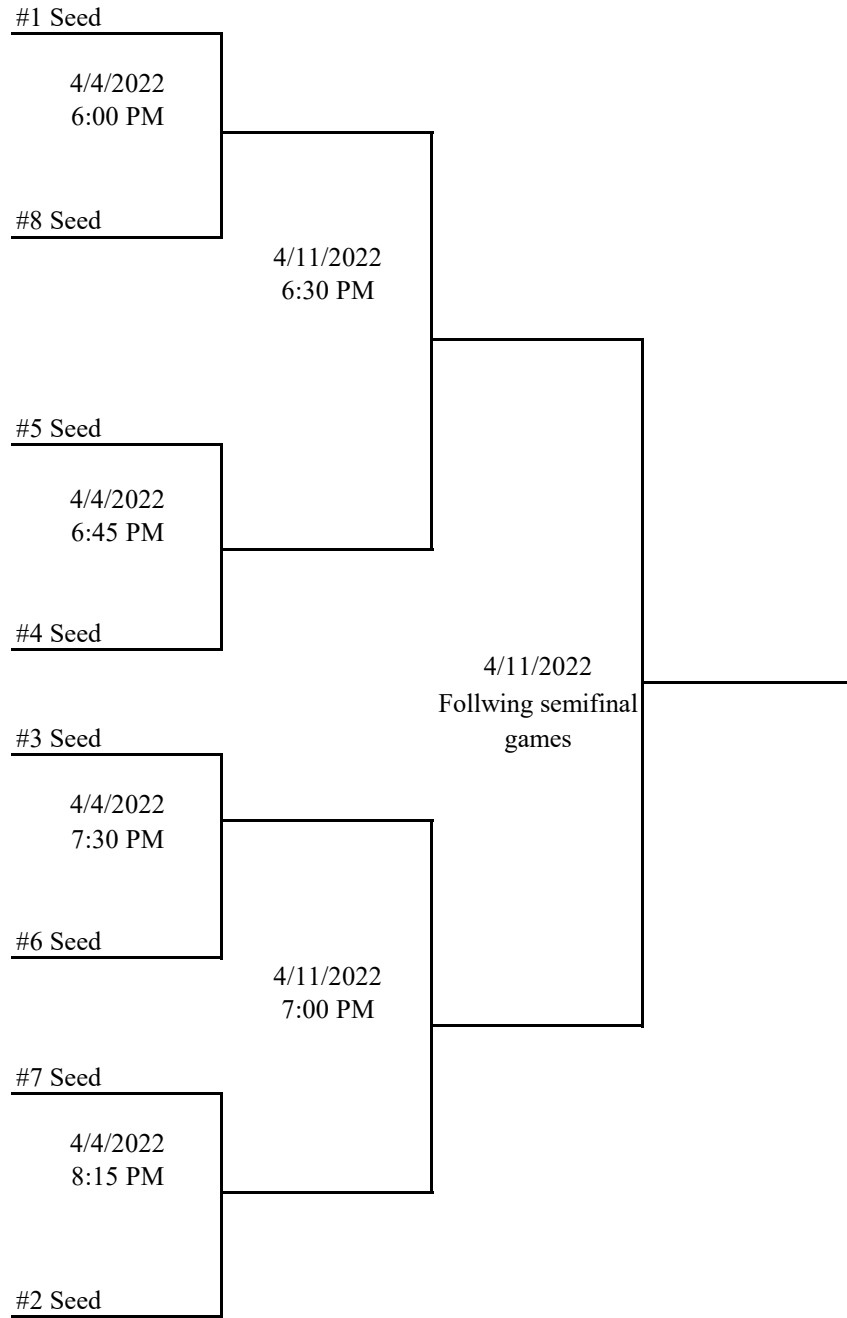 #1 Seed
4/4/2022
6:00 PM
#8 Seed
4/11/2022
6:30 PM
#5 Seed
4/4/2022
6:45 PM
#4 Seed
4/11/2022
Follwing semifinal
games
#3 Seed
4/4/2022
7:30 PM
#6 Seed
4/11/2022
7:00 PM
#7 Seed
4/4/2022
8:15 PM
#2 Seed